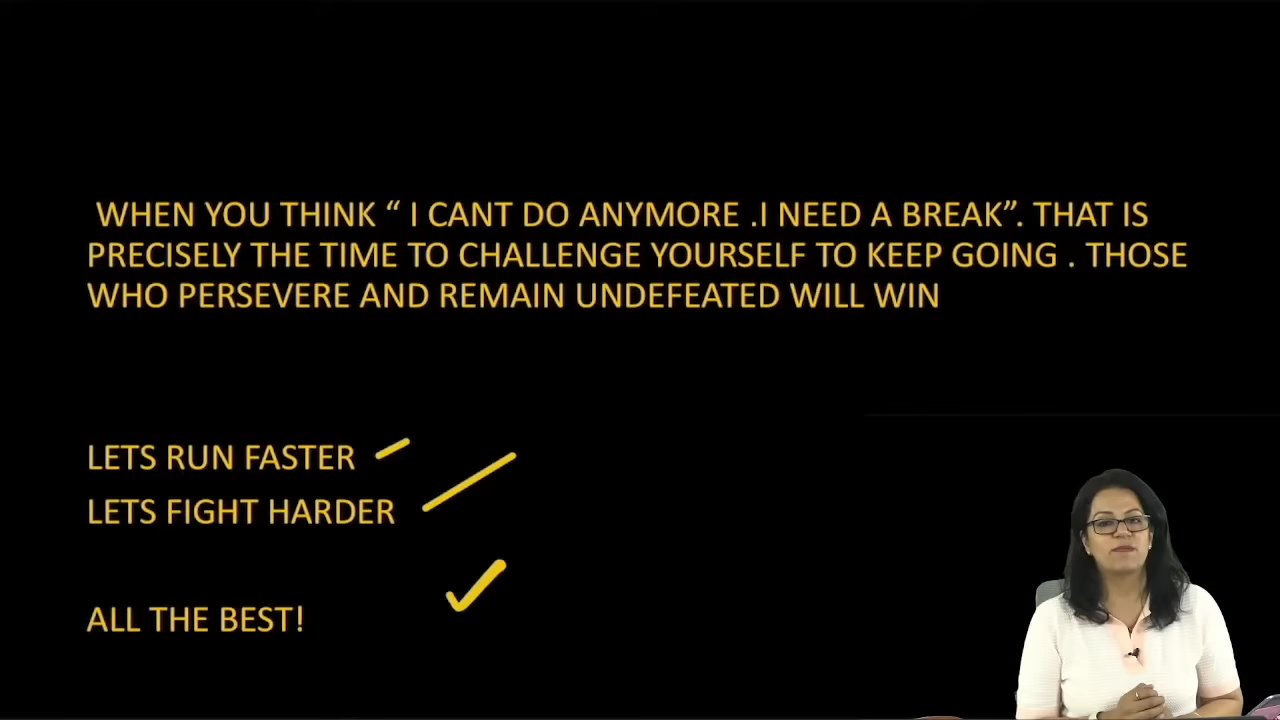 WHEN YOU THINK “ I CANT DO ANYMORE .I NEED A BREAK”. THAT IS
PRECISELY THE TIME TO CHALLENGE YOURSELF TO KEEP GOING . THOSE
WHO PERSEVERE AND REMAIN UNDEFEATED WILL WIN
LETS RUN FASTER
LETS FIGHT HARDER
ALL THE BEST!